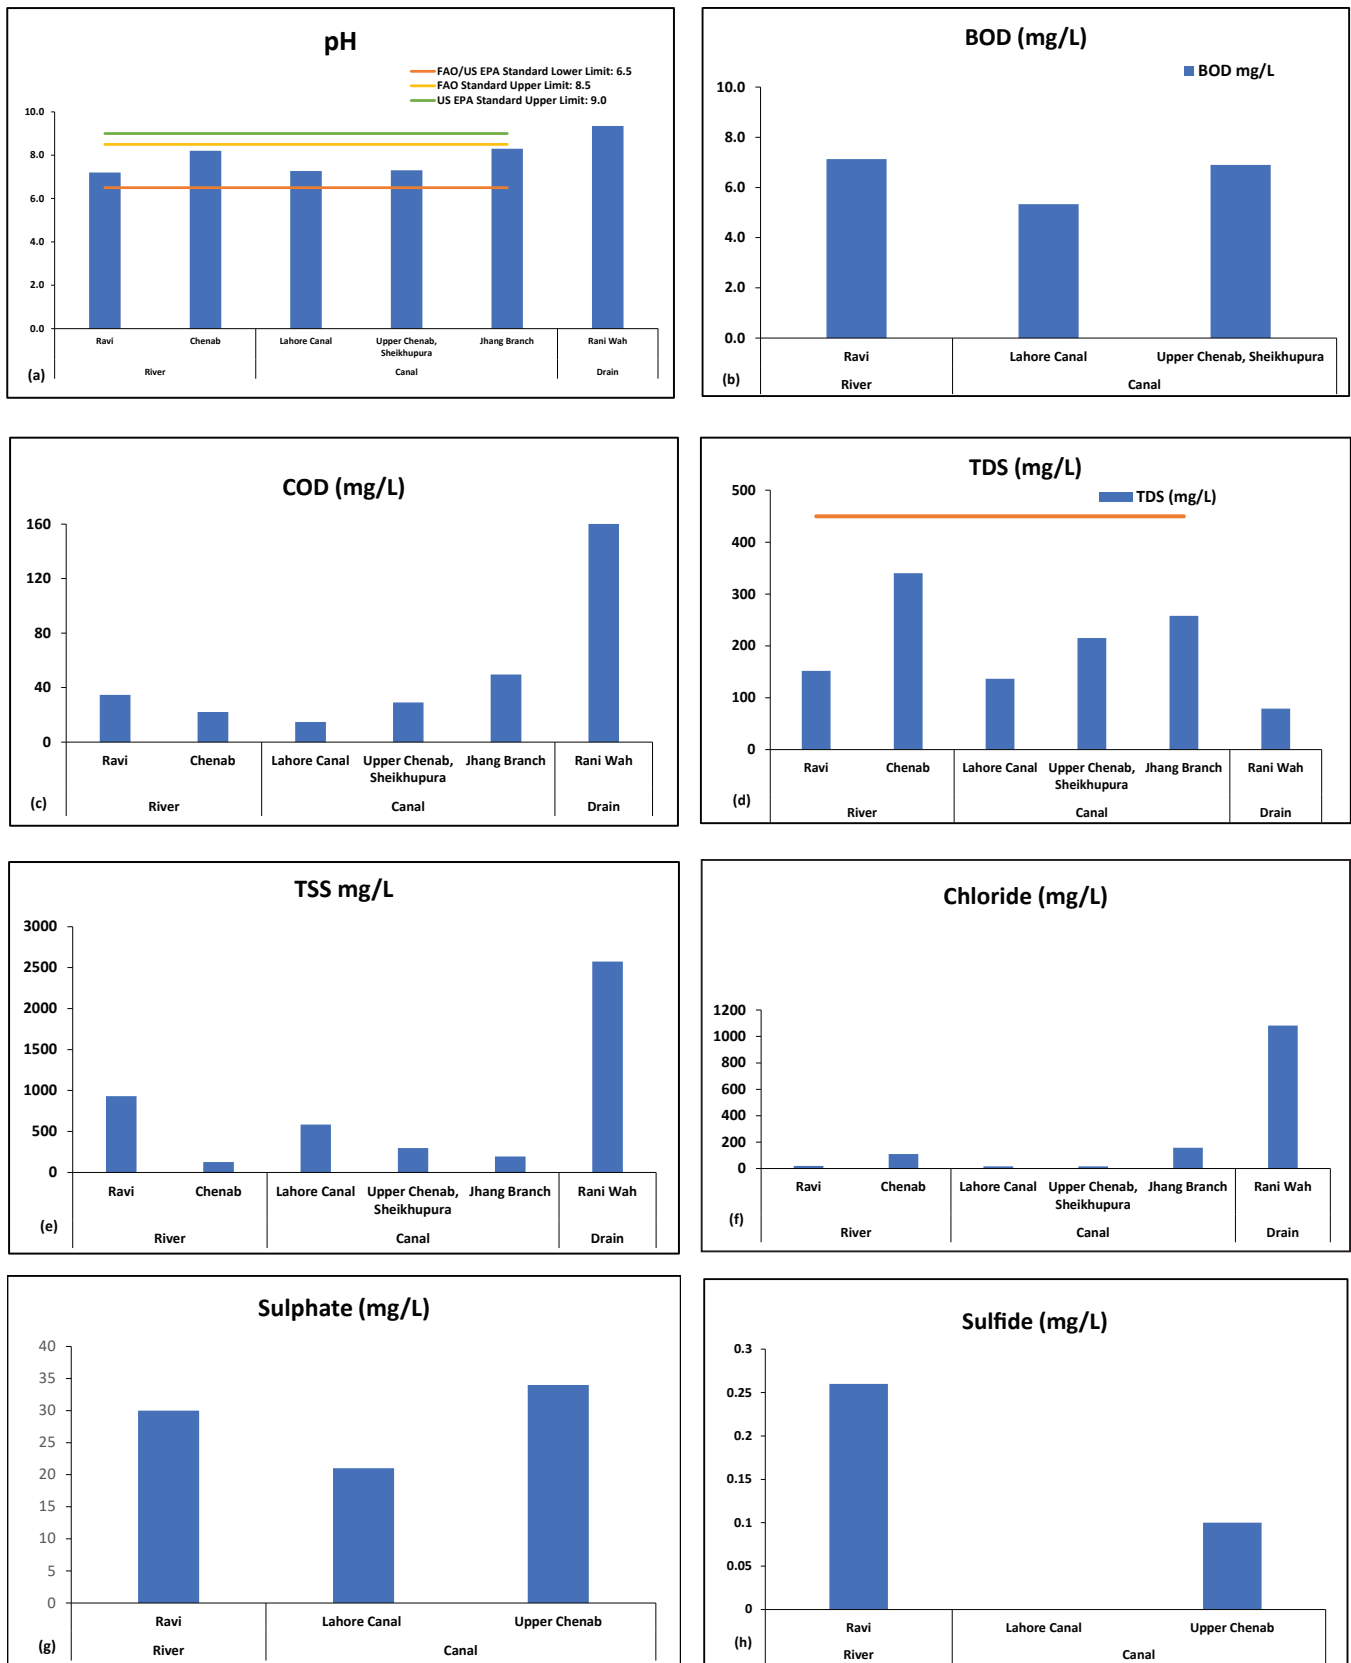 pH
FAO/US EPA Standard Lower Limit: 6.5
FAO Standard Upper Limit: 8.5
US EPA Standard Upper Limit: 9.0
10.0
8.0
6.0
4.0
2.0
0.0
Ravi Chenab Lahore Canal Upper Chenab, Jhang Branch Rani Wah
Sheikhupura
River Canal Drain
(a)
BOD (mg/L)
BOD mg/L
10.0
8.0
6.0
4.0
2.0
0.0
Ravi Lahore Canal Upper Chenab, Sheikhupura
River Canal
(b)
COD (mg/L)
160
120
80
40
0
Ravi Chenab Lahore Canal Upper Chenab, Jhang Branch Rani Wah
Sheikhupura
River Canal Drain
(c)
TDS (mg/L)
TDS (mg/L)
500
400
300
200
100
0
Ravi Chenab Lahore Canal Upper Chenab, Jhang Branch Rani Wah
Sheikhupura
River Canal Drain
(d)
TSS mg/L
3000
2500
2000
1500
1000
500
0
Ravi Chenab Lahore Canal Upper Chenab, Jhang Branch Rani Wah
Sheikhupura
River Canal Drain
(e)
Chloride (mg/L)
1200
1000
800
600
400
200
0
Ravi Chenab Lahore Canal Upper Chenab, Jhang Branch Rani Wah
Sheikhupura
River Canal Drain
(f)
Sulphate (mg/L)
40
35
30
25
20
15
10
5
0
Ravi Lahore Canal Upper Chenab
River Canal
(g)
Sulfide (mg/L)
0.3
0.25
0.2
0.15
0.1
0.05
0
Ravi Lahore Canal Upper Chenab
River Canal
(h)